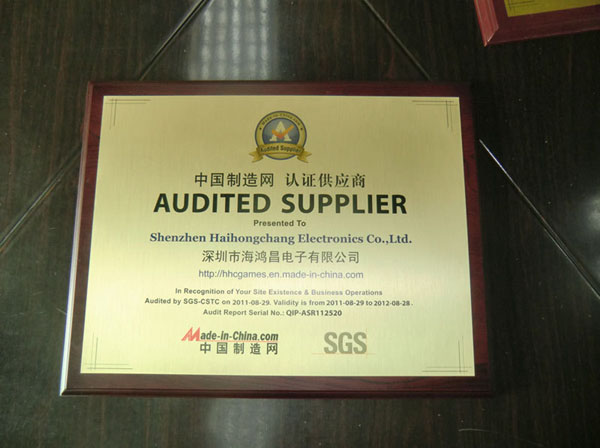 Made-in-China.com
A
Audited Supplier
中国制造网 认证供应商
AUDITED SUPPLIER
Presented To
Shenzhen Haihongchang Electronics Co.,Ltd.
深圳市海鸿昌电子有限公司
http://hhcgames.en.made-in-china.com
In Recognition of Your Site Existence & Business Operations
Audited by SGS-CSTC on 2011-08-29. Validity is from 2011-08-29 to 2012-08-28.
Audit Report Serial No.: QIP-ASR112520
Made-in-China.com
中国制造网
SGS